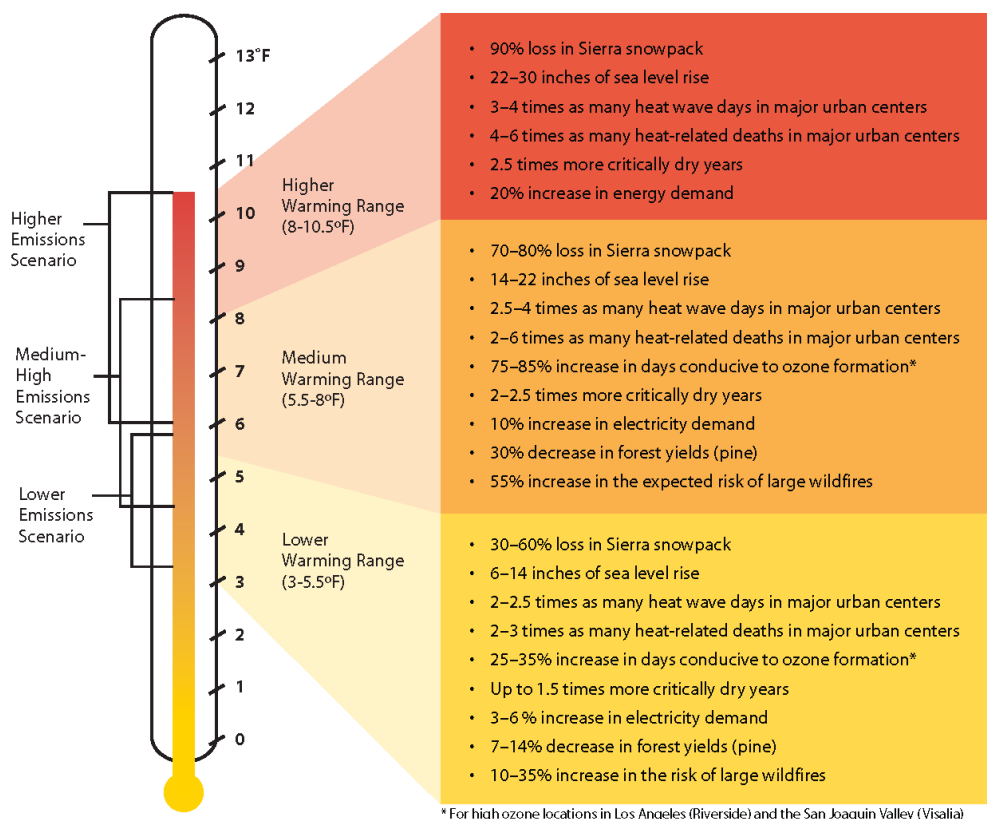 13˚F
12
11
10
9
8
7
6
5
4
3
2
1
0
Higher
Emissions
Scenario
Medium-
High
Emissions
Scenario
Lower
Emissions
Scenario
Higher
Warming Range
(8-10.5ºF)
Medium
Warming Range
(5.5-8ºF)
Lower
Warming Range
(3-5.5ºF)
• 90% loss in Sierra snowpack
• 22–30 inches of sea level rise
• 3–4 times as many heat wave days in major urban centers
• 4–6 times as many heat-related deaths in major urban centers
• 2.5 times more critically dry years
• 20% increase in energy demand
• 70–80% loss in Sierra snowpack
• 14–22 inches of sea level rise
• 2.5–4 times as many heat wave days in major urban centers
• 2–6 times as many heat-related deaths in major urban centers
• 75–85% increase in days conducive to ozone formation*
• 2–2.5 times more critically dry years
• 10% increase in electricity demand
• 30% decrease in forest yields (pine)
• 55% increase in the expected risk of large wildfires
• 30–60% loss in Sierra snowpack
• 6–14 inches of sea level rise
• 2–2.5 times as many heat wave days in major urban centers
• 2–3 times as many heat-related deaths in major urban centers
• 25–35% increase in days conducive to ozone formation*
• Up to 1.5 times more critically dry years
• 3–6 % increase in electricity demand
• 7–14% decrease in forest yields (pine)
• 10–35% increase in the risk of large wildfires
* For high ozone locations in Los Angeles (Riverside) and the San Joaquin Valley (Visalia)